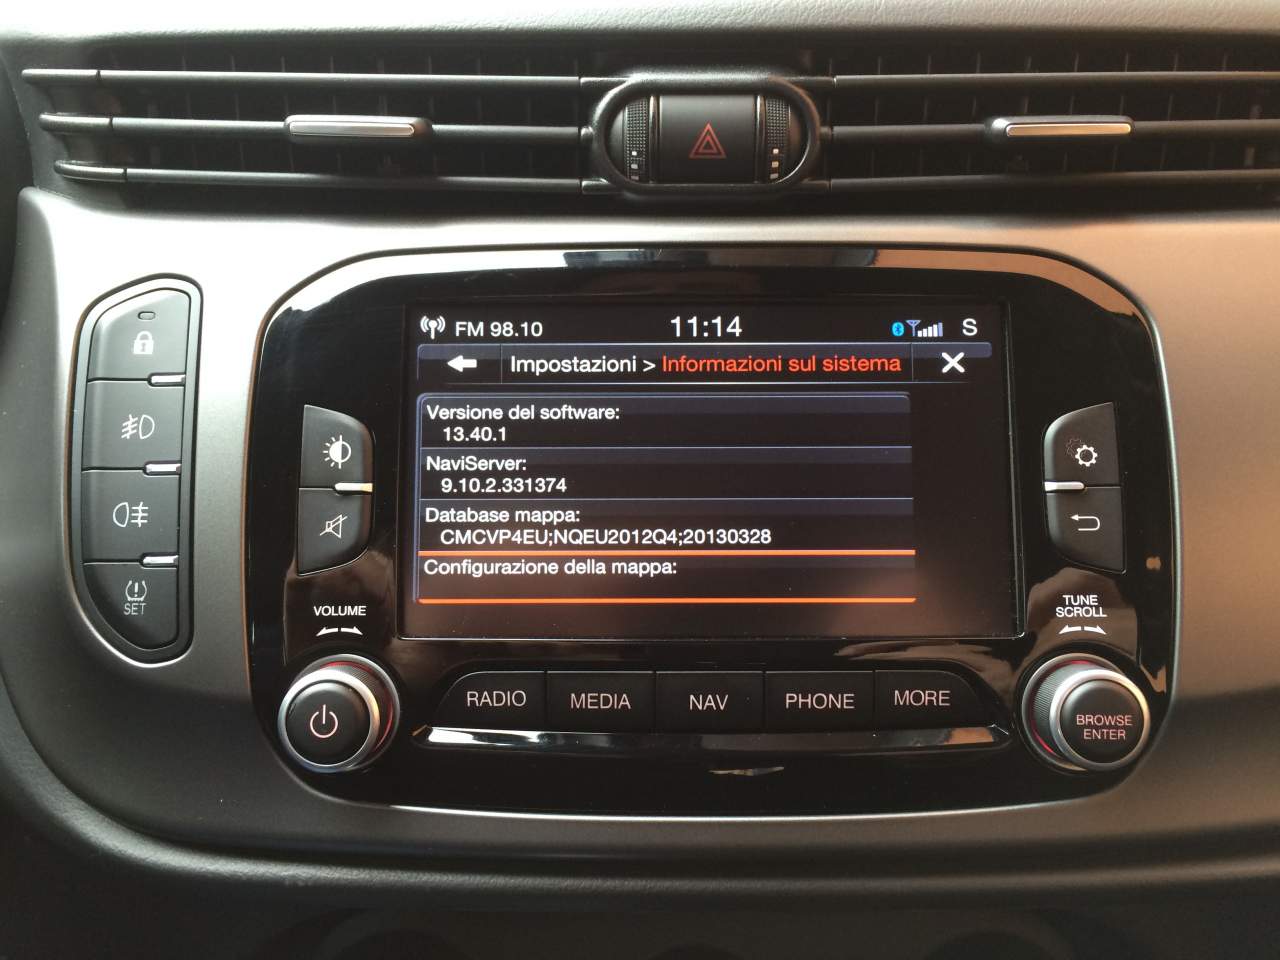 FM 98.10 11:14 S
Impostazioni > Informazioni sul sistema
Versione del software:
13.40.1
NaviServer:
9.10.2.331374
Database mappa:
CMCVP4EU;NQEU2012Q4;20130328
Configurazione della mappa:
SET
VOLUME
TUNE
SCROLL
RADIO
MEDIA
NAV
PHONE
MORE
BROWSE
ENTER